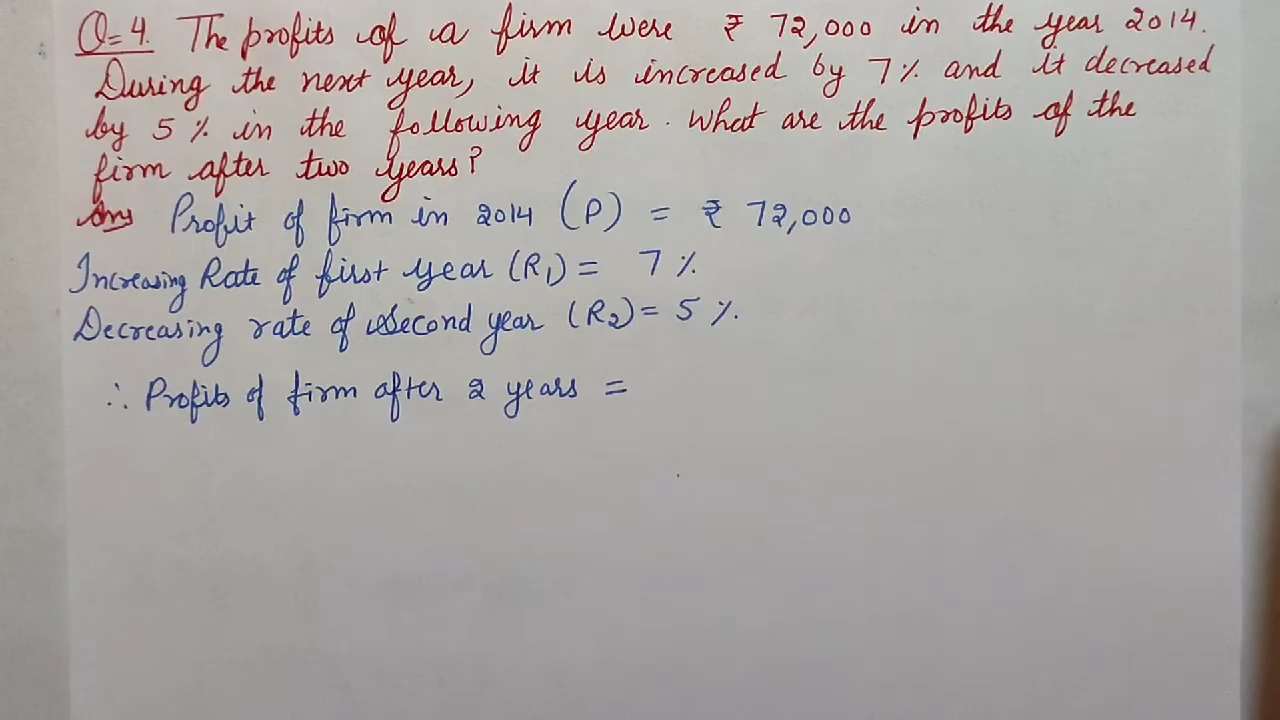 Q=4. The profits of a firm were ₹ 72,000 in the year 2014.
During the next year, it is increased by 7 % and it decreased
by 5 % in the following year. What are the profits of the
firm after two years?
Ans Profit of firm in 2014 (P) = ₹ 72,000
Increasing Rate of first year (R₁) = 7 %
Decreasing rate of Second year (R₂) = 5 %.
∴ Profits of firm after 2 years =